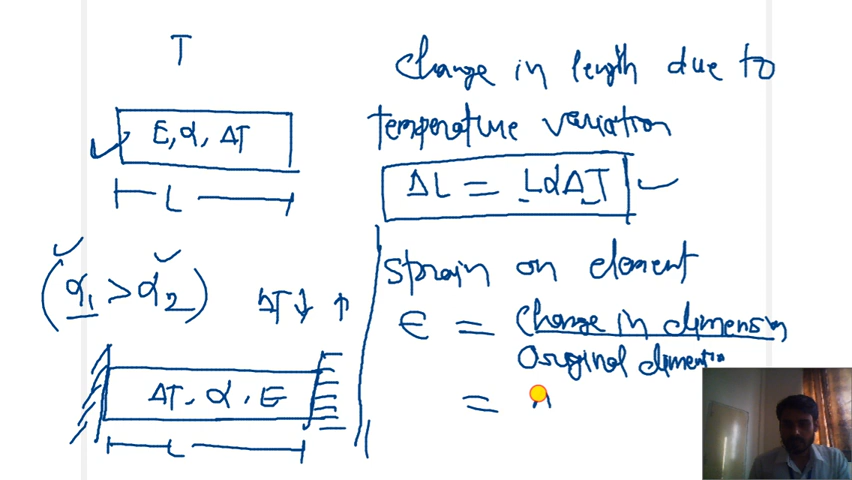 T
E, α, ΔT
L
(α₁ > α₂) ΔT↓ ↑
ΔT, α, E
L
Change in length due to
temperature variation
ΔL = LαΔT
Strain on element
ϵ = Change in dimension
Original dimension
=